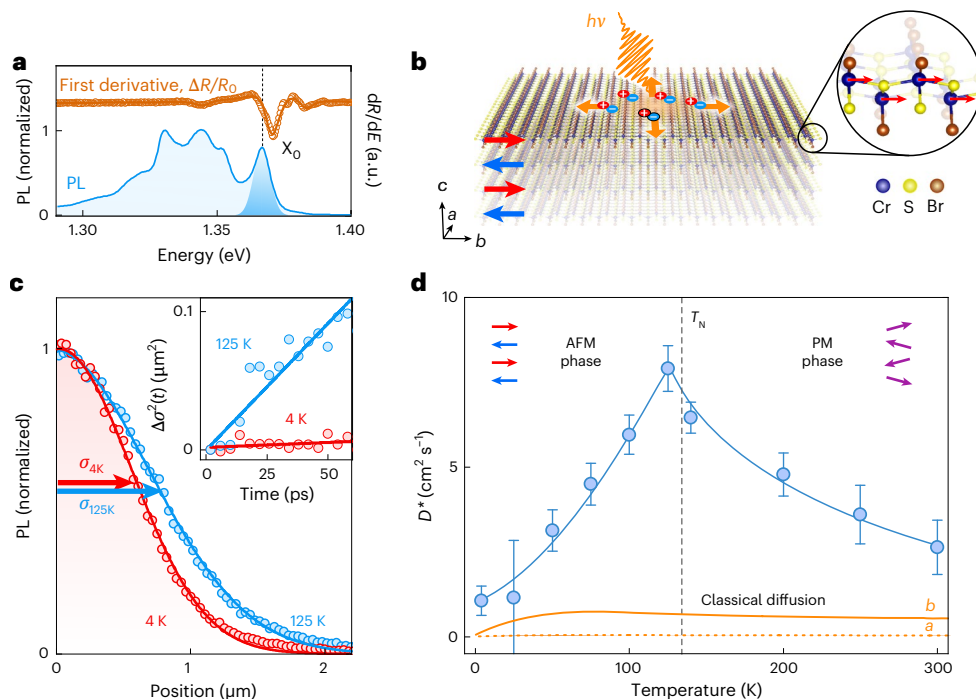 a
First derivative, ΔR/R₀
X₀
PL
PL (normalized)
1
0
dR/dE (a.u.)
1.30
1.35
1.40
Energy (eV)
b
hν
c
a
b
Cr
S
Br
c
PL (normalized)
1
0
σ4K
σ125K
4 K
125 K
0
1
2
Position (μm)
Δσ²(t) (μm²)
0.1
0
125 K
4 K
0
25
50
Time (ps)
d
D* (cm² s⁻¹)
10
5
0
AFM
phase
TN
PM
phase
Classical diffusion
b
a
0
100
200
300
Temperature (K)